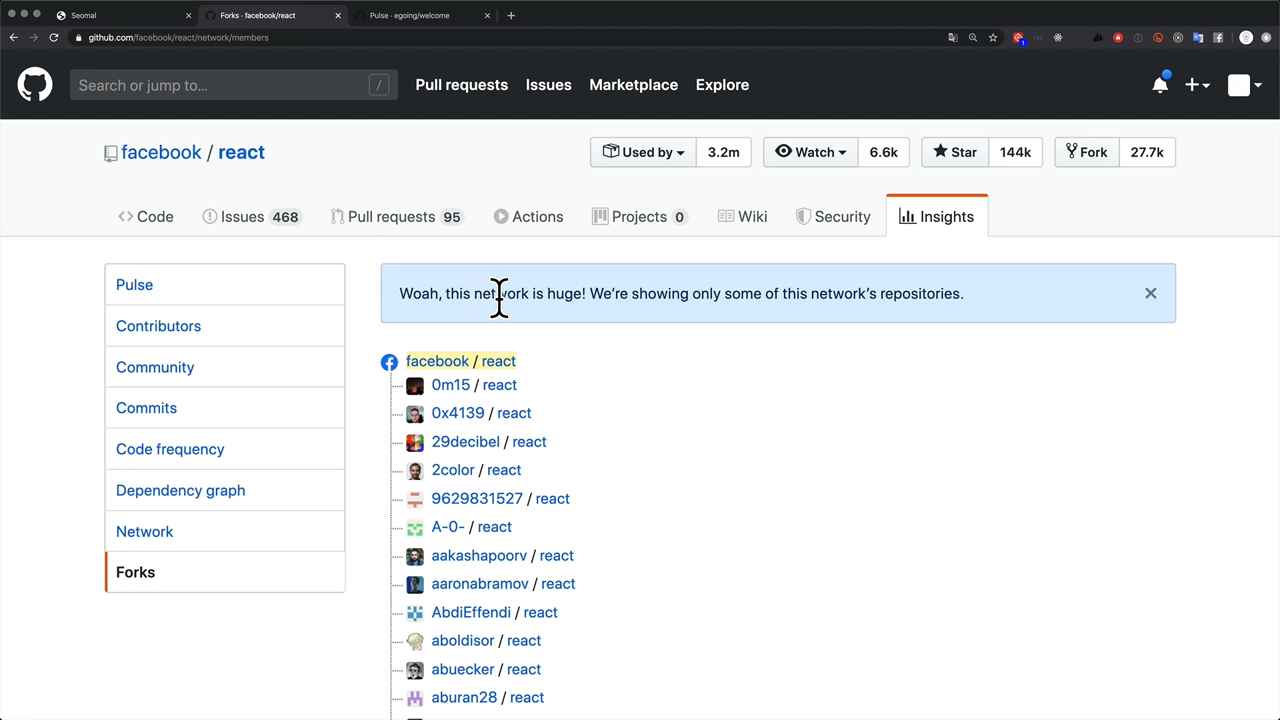 Seomal
Forks · facebook/react
Pulse · egoing/welcome
github.com/facebook/react/network/members
Search or jump to…
/
Pull requests
Issues
Marketplace
Explore
facebook / react
Used by
3.2m
Watch
6.6k
Star
144k
Fork
27.7k
Code
Issues 468
Pull requests 95
Actions
Projects 0
Wiki
Security
Insights
Pulse
Contributors
Community
Commits
Code frequency
Dependency graph
Network
Forks
Woah, this network is huge! We’re showing only some of this network’s repositories.
facebook / react
0m15 / react
0x4139 / react
29decibel / react
2color / react
9629831527 / react
A-0- / react
aakashapoorv / react
aaronabramov / react
AbdiEffendi / react
aboldisor / react
abuecker / react
aburan28 / react